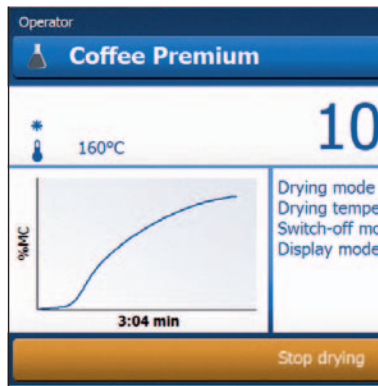 Operator
Coffee Premium
10
160°C
Drying mode
Drying tempe
Switch-off mo
Display mode
%MC
3:04 min
Stop drying